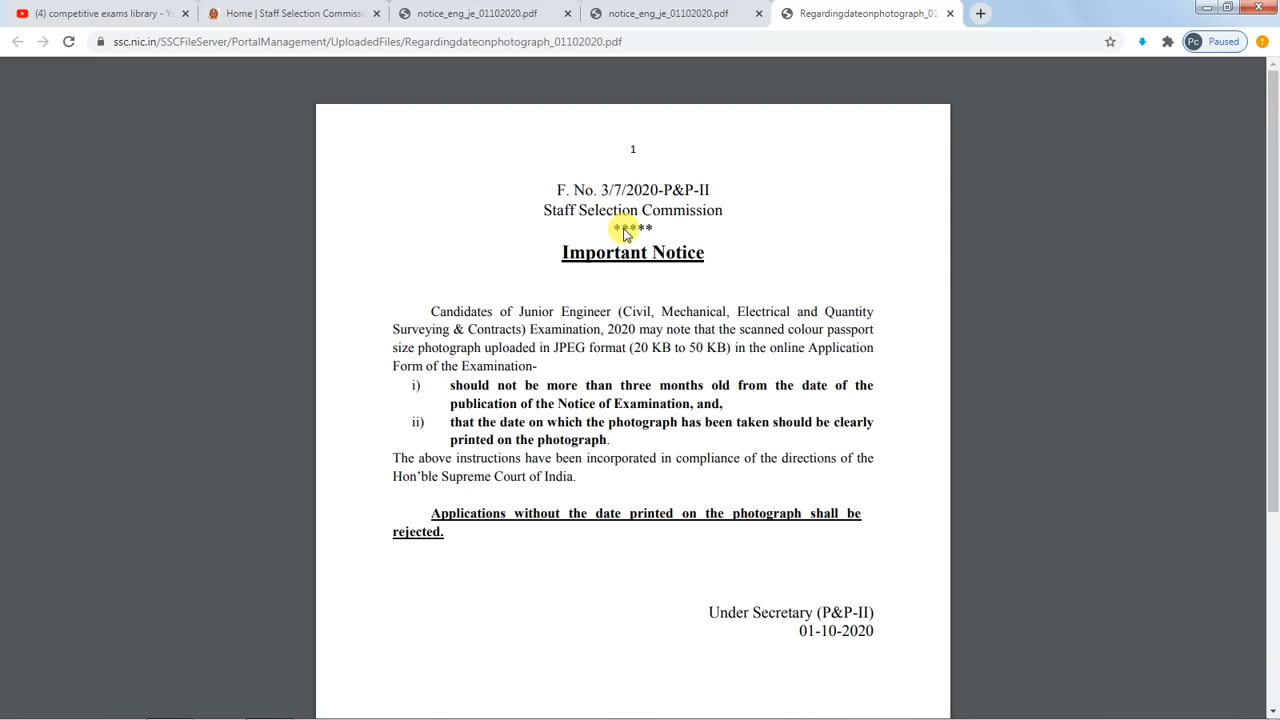 (4) competitive exams library - Yo
Home | Staff Selection Commissi
notice_eng_je_01102020.pdf
notice_eng_je_01102020.pdf
Regardingdateonphotograph_01
ssc.nic.in/SSCFileServer/PortalManagement/UploadedFiles/Regardingdateonphotograph_01102020.pdf
Pc Paused
1
F. No. 3/7/2020-P&P-II
Staff Selection Commission
*****
Important Notice
Candidates of Junior Engineer (Civil, Mechanical, Electrical and Quantity
Surveying & Contracts) Examination, 2020 may note that the scanned colour passport
size photograph uploaded in JPEG format (20 KB to 50 KB) in the online Application
Form of the Examination-
i) should not be more than three months old from the date of the
publication of the Notice of Examination, and,
ii) that the date on which the photograph has been taken should be clearly
printed on the photograph.
The above instructions have been incorporated in compliance of the directions of the
Hon’ble Supreme Court of India.
Applications without the date printed on the photograph shall be
rejected.
Under Secretary (P&P-II)
01-10-2020